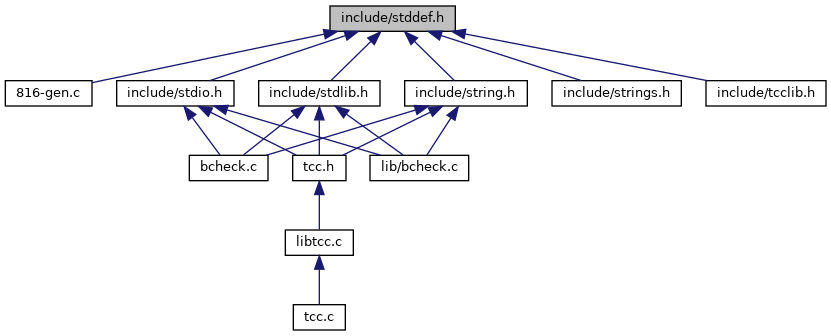 include/stddef.h
816-gen.c
include/stdio.h
include/stdlib.h
include/string.h
include/strings.h
include/tcclib.h
bcheck.c
tcc.h
lib/bcheck.c
libtcc.c
tcc.c